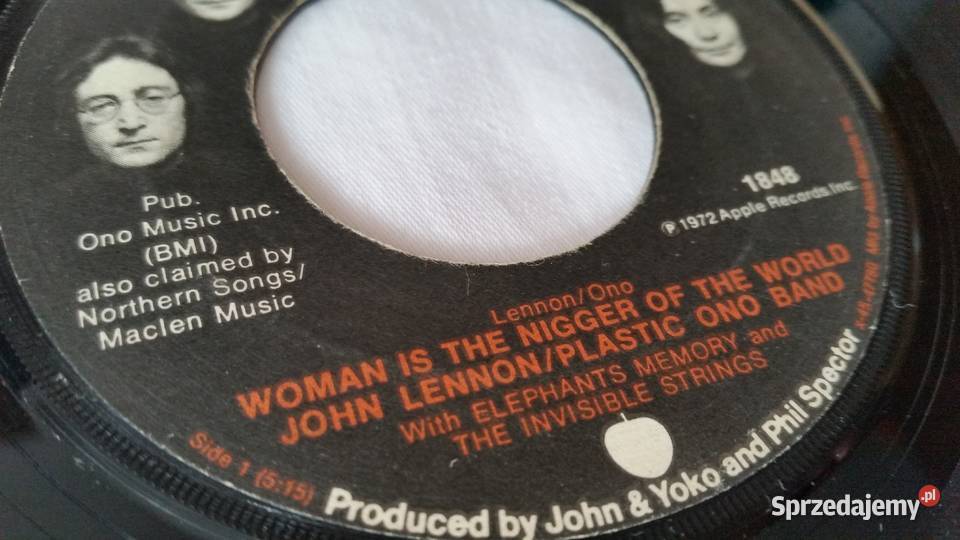 Pub.
Ono Music Inc.
(BMI)
also claimed by
Northern Songs/
Maclen Music
1848
℗ 1972 Apple Records, Inc.
Lennon/Ono
WOMAN IS THE NIGGER OF THE WORLD
JOHN LENNON/PLASTIC ONO BAND
With ELEPHANTS MEMORY and
THE INVISIBLE STRINGS
Side 1 (5:15)
Produced by John & Yoko and Phil Spector
Sprzedajemy.pl